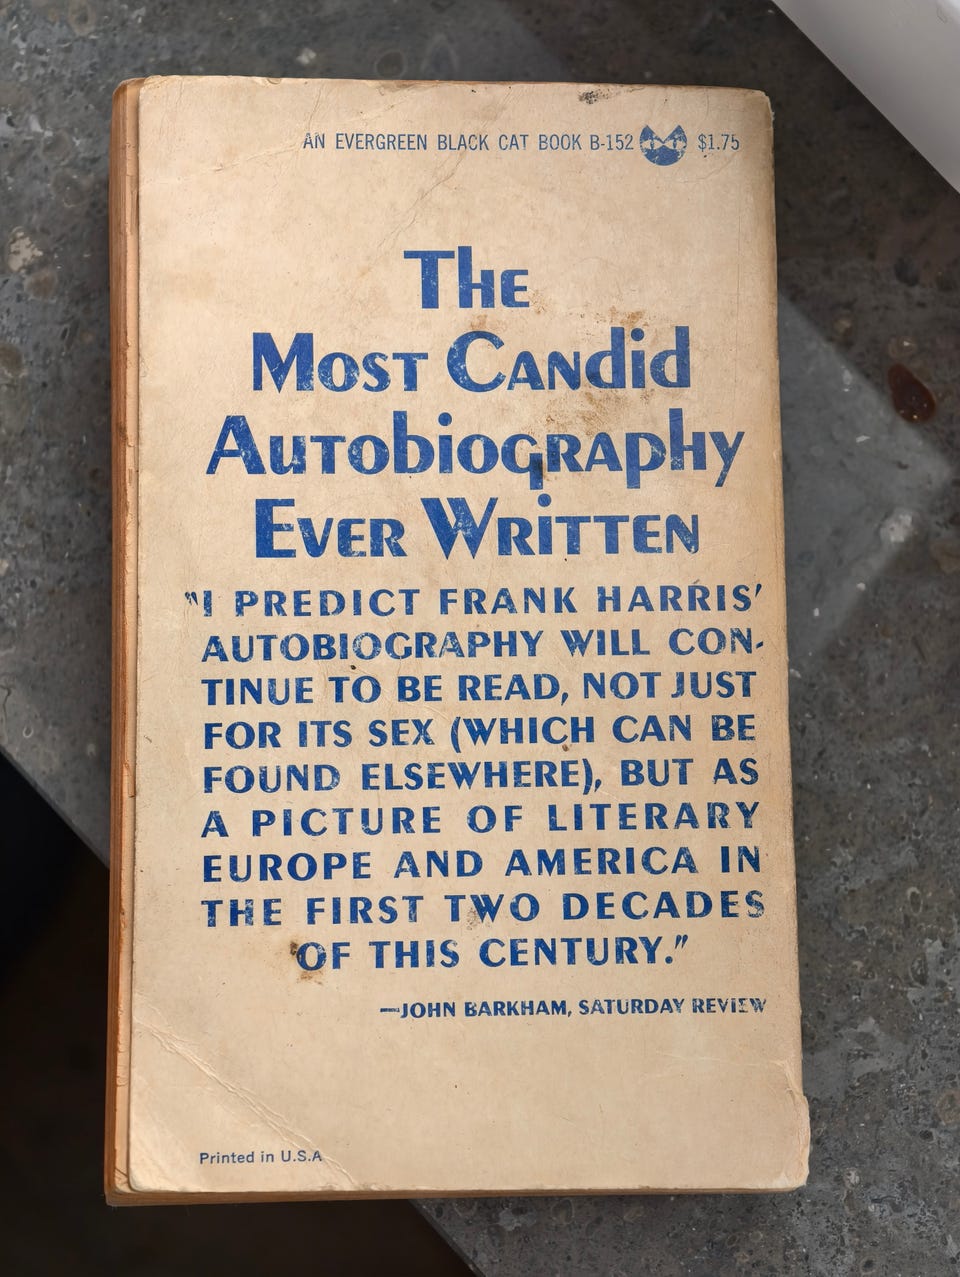 AN EVERGREEN BLACK CAT BOOK B-152 $1.75
The
Most Candid
Autobiography
Ever Written
"I PREDICT FRANK HARRIS'
AUTOBIOGRAPHY WILL CON-
TINUE TO BE READ, NOT JUST
FOR ITS SEX (WHICH CAN BE
FOUND ELSEWHERE), BUT AS
A PICTURE OF LITERARY
EUROPE AND AMERICA IN
THE FIRST TWO DECADES
OF THIS CENTURY."
—JOHN BARKHAM, SATURDAY REVIEW
Printed in U.S.A